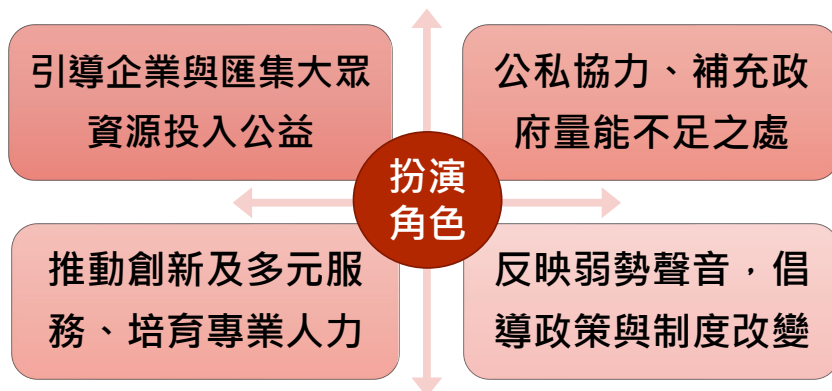 引導企業與匯集大眾
資源投入公益
公私協力、補充政
府量能不足之處
扮演
角色
推動創新及多元服
務、培育專業人力
反映弱勢聲音，倡
導政策與制度改變